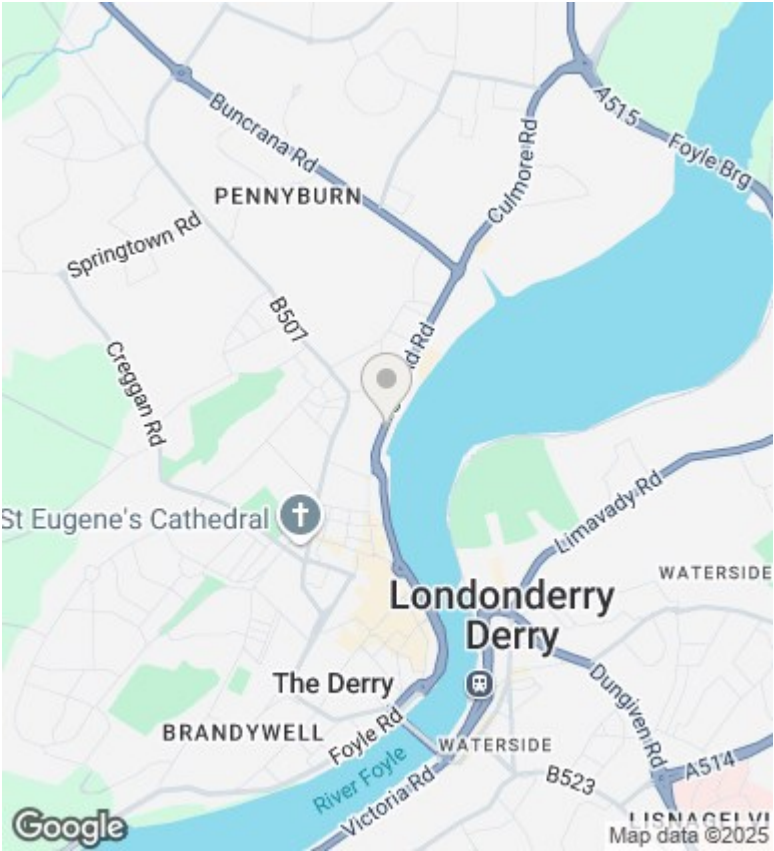 A515
Foyle Brg
Buncrana Rd
Culmore Rd
PENNYBURN
Springtown Rd
B507
Creggan Rd
St Eugene's Cathedral
Limavady Rd
WATERSIDE
Londonderry
Derry
The Derry
Dungiven Rd
BRANDYWELL
Foyle Rd
River Foyle
WATERSIDE
Victoria Rd
B523
A514
Google
Map data ©2025